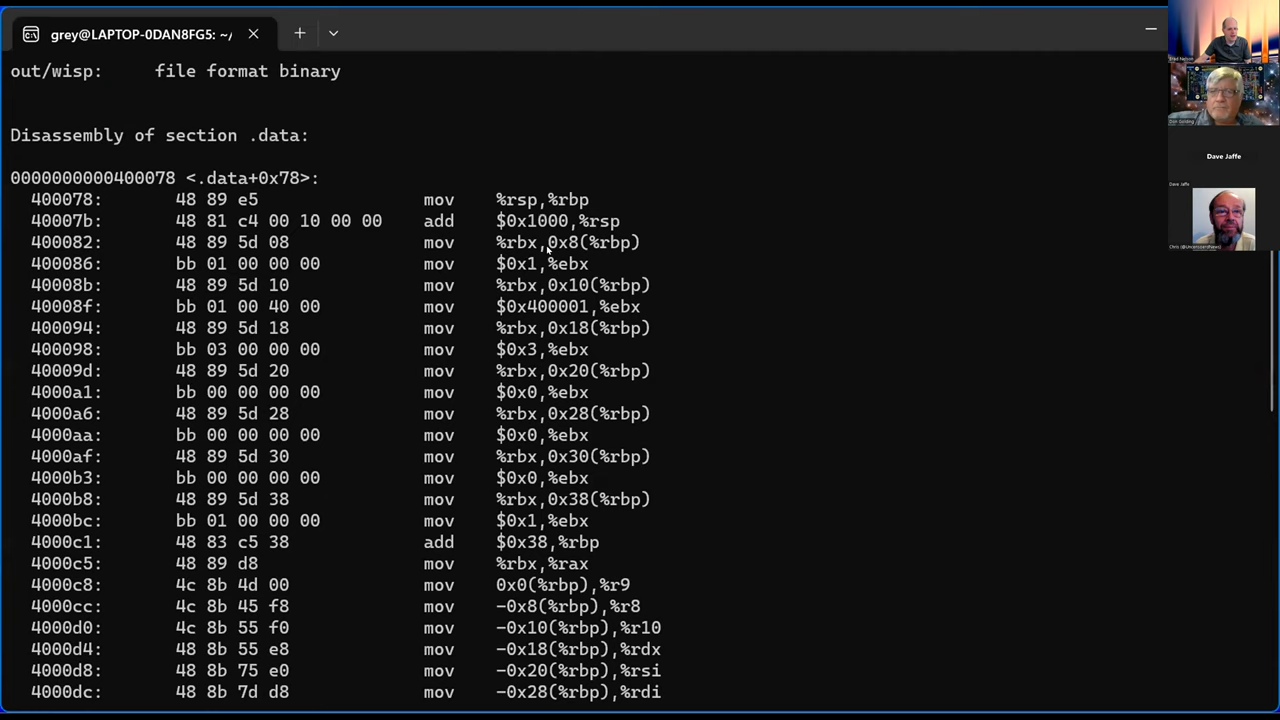 grey@LAPTOP-0DAN8FG5: ~/
out/wisp:     file format binary
Disassembly of section .data:
0000000000400078 <.data+0x78>:
400078:       48 89 e5                mov    %rsp,%rbp
40007b:       48 81 c4 00 10 00 00    add    $0x1000,%rsp
400082:       48 89 5d 08             mov    %rbx,0x8(%rbp)
400086:       bb 01 00 00 00          mov    $0x1,%ebx
40008b:       48 89 5d 10             mov    %rbx,0x10(%rbp)
40008f:       bb 01 00 40 00          mov    $0x400001,%ebx
400094:       48 89 5d 18             mov    %rbx,0x18(%rbp)
400098:       bb 03 00 00 00          mov    $0x3,%ebx
40009d:       48 89 5d 20             mov    %rbx,0x20(%rbp)
4000a1:       bb 00 00 00 00          mov    $0x0,%ebx
4000a6:       48 89 5d 28             mov    %rbx,0x28(%rbp)
4000aa:       bb 00 00 00 00          mov    $0x0,%ebx
4000af:       48 89 5d 30             mov    %rbx,0x30(%rbp)
4000b3:       bb 00 00 00 00          mov    $0x0,%ebx
4000b8:       48 89 5d 38             mov    %rbx,0x38(%rbp)
4000bc:       bb 01 00 00 00          mov    $0x1,%ebx
4000c1:       48 83 c5 38             add    $0x38,%rbp
4000c5:       48 89 d8                mov    %rbx,%rax
4000c8:       4c 8b 4d 00             mov    0x0(%rbp),%r9
4000cc:       4c 8b 45 f8             mov    -0x8(%rbp),%r8
4000d0:       4c 8b 55 f0             mov    -0x10(%rbp),%r10
4000d4:       48 8b 55 e8             mov    -0x18(%rbp),%rdx
4000d8:       48 8b 75 e0             mov    -0x20(%rbp),%rsi
4000dc:       48 8b 7d d8             mov    -0x28(%rbp),%rdi
Dave Jaffe
Dave Jaffe